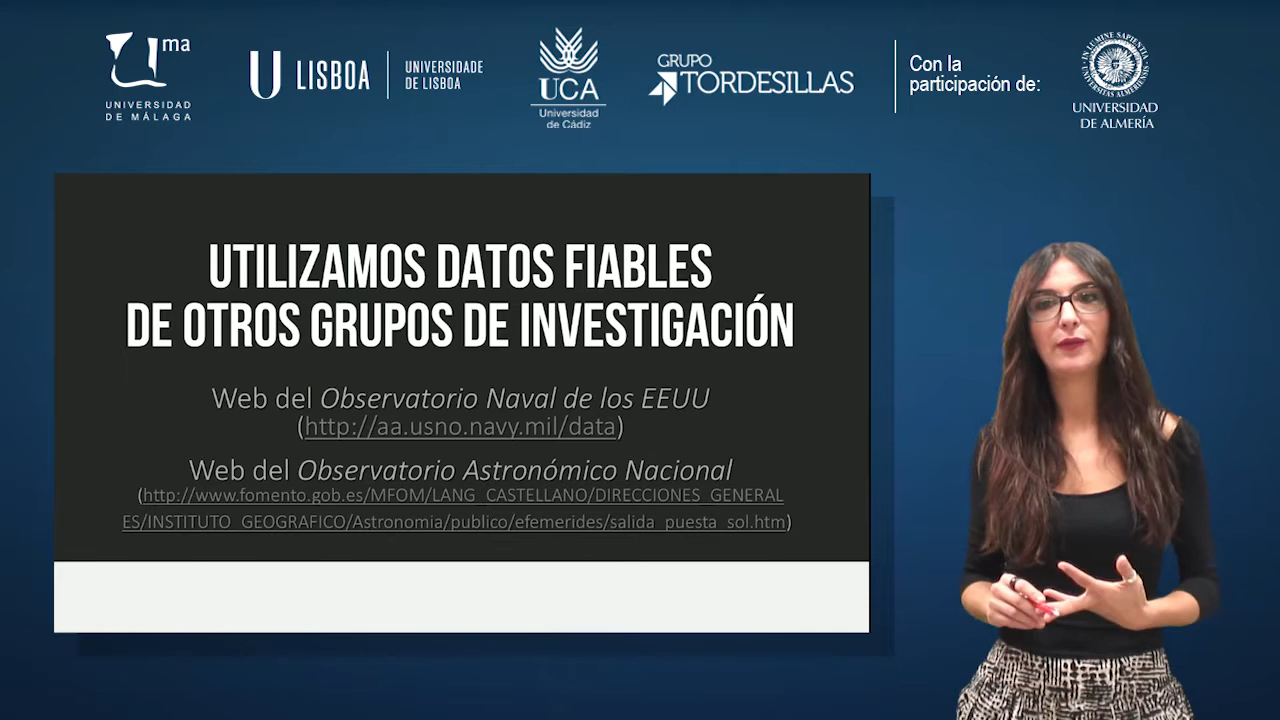 uma
UNIVERSIDAD
DE MÁLAGA
U LISBOA
UNIVERSIDADE
DE LISBOA
UCA
Universidad
de Cádiz
GRUPO
TORDESILLAS
Con la
participación de:
UNIVERSIDAD
DE ALMERÍA
UTILIZAMOS DATOS FIABLES
DE OTROS GRUPOS DE INVESTIGACIÓN
Web del Observatorio Naval de los EEUU
(http://aa.usno.navy.mil/data)
Web del Observatorio Astronómico Nacional
(http://www.fomento.gob.es/MFOM/LANG_CASTELLANO/DIRECCIONES_GENERAL
ES/INSTITUTO_GEOGRAFICO/Astronomia/publico/efemerides/salida_puesta_sol.htm)